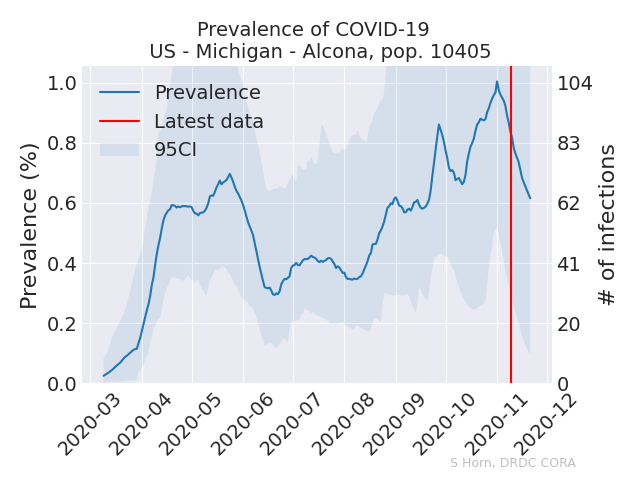 Prevalence of COVID-19
US - Michigan - Alcona, pop. 10405
Prevalence
Latest data
95CI
Prevalence (%)
1.0
0.8
0.6
0.4
0.2
0.0
104
83
62
41
20
0
# of infections
2020-03
2020-04
2020-05
2020-06
2020-07
2020-08
2020-09
2020-10
2020-11
2020-12
S Horn, DRDC CORA